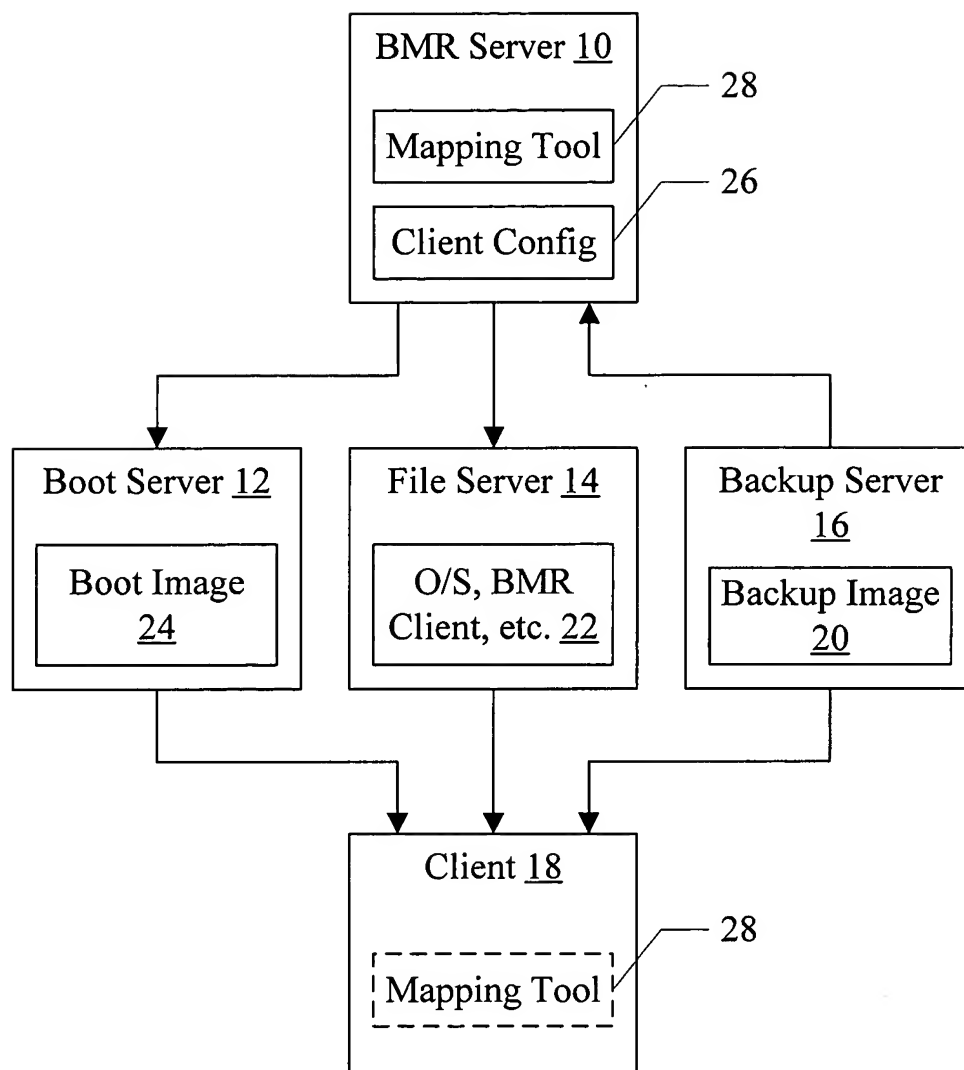 BMR Server 10
28
Mapping Tool
26
Client Config
Boot Server 12
Boot Image
24
File Server 14
O/S, BMR
Client, etc. 22
Backup Server
16
Backup Image
20
Client 18
28
Mapping Tool